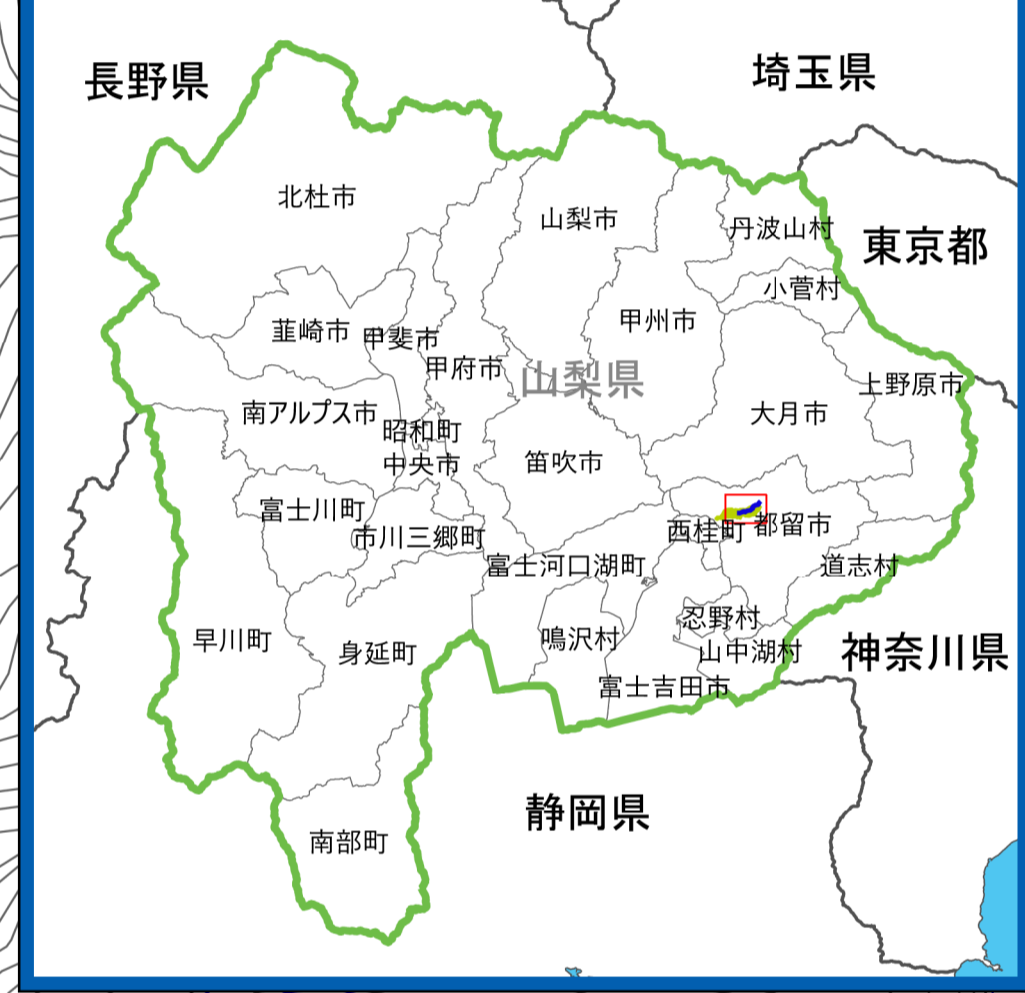 長野県
埼玉県
北杜市
山梨市
丹波山村
東京都
小菅村
韮崎市
甲斐市
甲州市
甲府市
山梨県
上野原市
南アルプス市
大月市
昭和町
中央市
笛吹市
富士川町
西桂町
都留市
市川三郷町
富士河口湖町
道志村
忍野村
早川町
身延町
鳴沢村
山中湖村
神奈川県
富士吉田市
静岡県
南部町